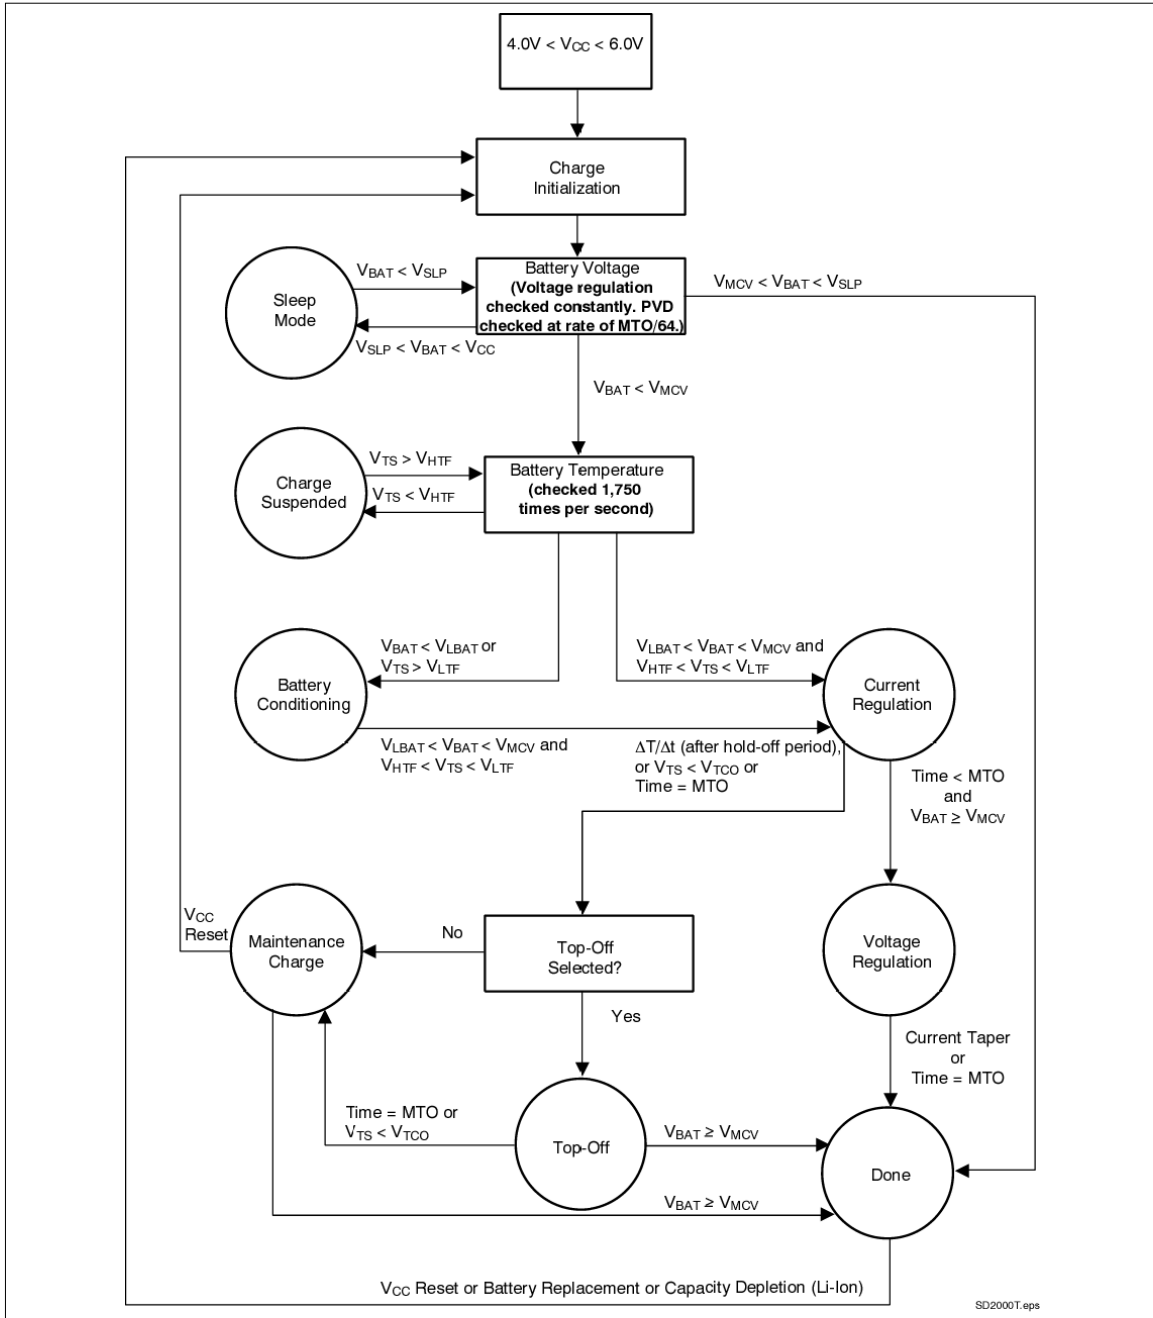 4.0V < VCC < 6.0V
Charge
Initialization
Battery Voltage
(Voltage regulation
checked constantly. PVD
checked at rate of MTO/64.)
VBAT < VSLP
Sleep
Mode
VSLP < VBAT < VCC
VMCV < VBAT < VSLP
VBAT < VMCV
Battery Temperature
(checked 1,750
times per second)
VTS > VHTF
Charge
Suspended
VTS < VHTF
VBAT < VLBAT or
VTS > VLTF
VLBAT < VBAT < VMCV and
VHTF < VTS < VLTF
Battery
Conditioning
Current
Regulation
VLBAT < VBAT < VMCV and
VHTF < VTS < VLTF
ΔT/Δt (after hold-off period),
or VTS < VTCO or
Time = MTO
Time < MTO
and
VBAT ≥ VMCV
VCC
Reset
Maintenance
Charge
No
Top-Off
Selected?
Voltage
Regulation
Yes
Current Taper
or
Time = MTO
Time = MTO or
VTS < VTCO
Top-Off
VBAT ≥ VMCV
Done
VBAT ≥ VMCV
VCC Reset or Battery Replacement or Capacity Depletion (Li-Ion)
SD2000T.eps